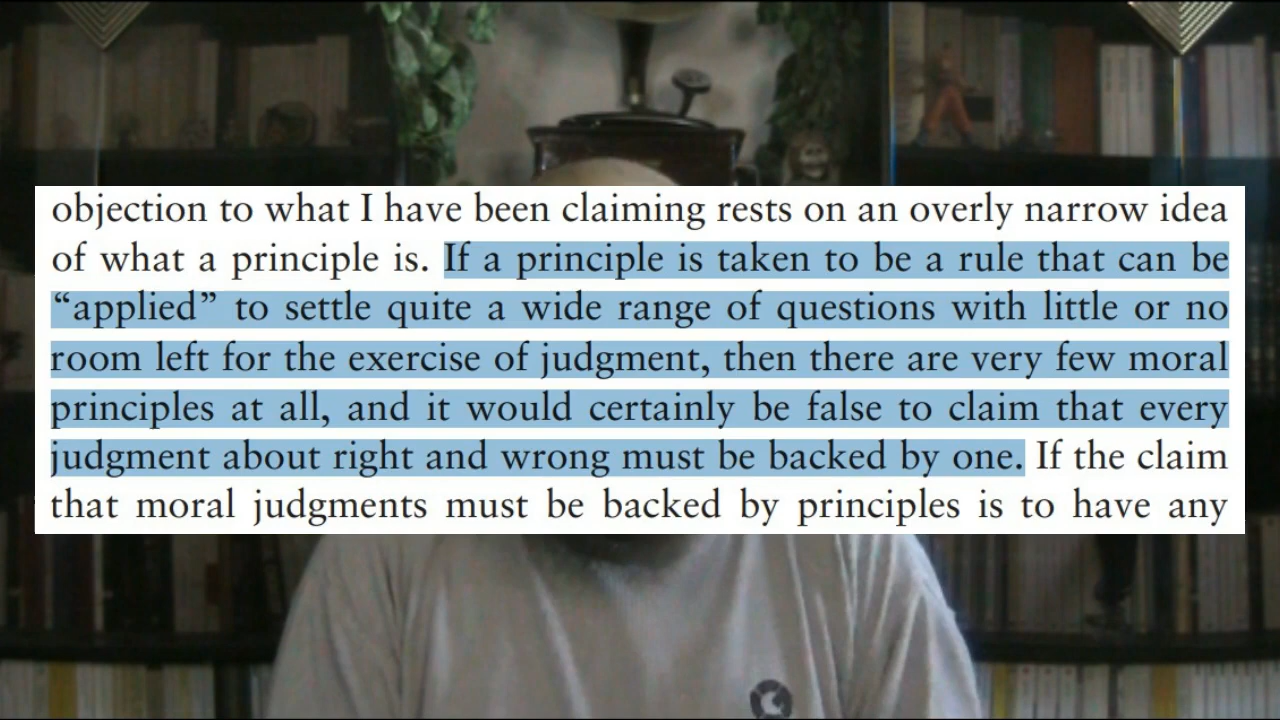 objection to what I have been claiming rests on an overly narrow idea
of what a principle is. If a principle is taken to be a rule that can be
“applied” to settle quite a wide range of questions with little or no
room left for the exercise of judgment, then there are very few moral
principles at all, and it would certainly be false to claim that every
judgment about right and wrong must be backed by one. If the claim
that moral judgments must be backed by principles is to have any